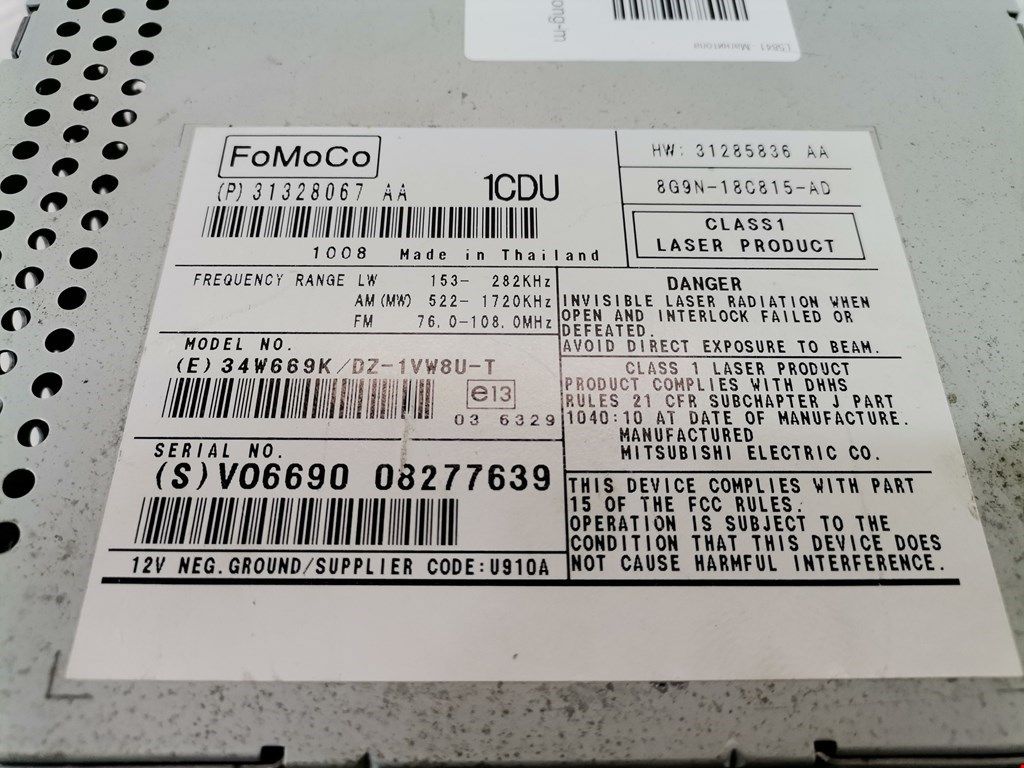 FoMoCo
(P) 31328067 AA
1CDU
1008 Made in Thailand
HW: 31285836 AA
8G9N-18C815-AD
CLASS1
LASER PRODUCT
FREQUENCY RANGE LW 153- 282KHz
AM (MW) 522- 1720KHz
FM 76.0-108.0MHz
MODEL NO.
(E) 34W669K/DZ-1VW8U-T
e13
03 6329
SERIAL NO.
(S) V06690 08277639
12V NEG.GROUND/SUPPLIER CODE:U910A
DANGER
INVISIBLE LASER RADIATION WHEN
OPEN AND INTERLOCK FAILED OR
DEFEATED.
AVOID DIRECT EXPOSURE TO BEAM.
CLASS 1 LASER PRODUCT
PRODUCT COMPLIES WITH DHHS
RULES 21 CFR SUBCHAPTER J PART
1040:10 AT DATE OF MANUFACTURE.
MANUFACTURED
MITSUBISHI ELECTRIC CO.
THIS DEVICE COMPLIES WITH PART
15 OF THE FCC RULES.
OPERATION IS SUBJECT TO THE
CONDITION THAT THIS DEVICE DOES
NOT CAUSE HARMFUL INTERFERENCE.